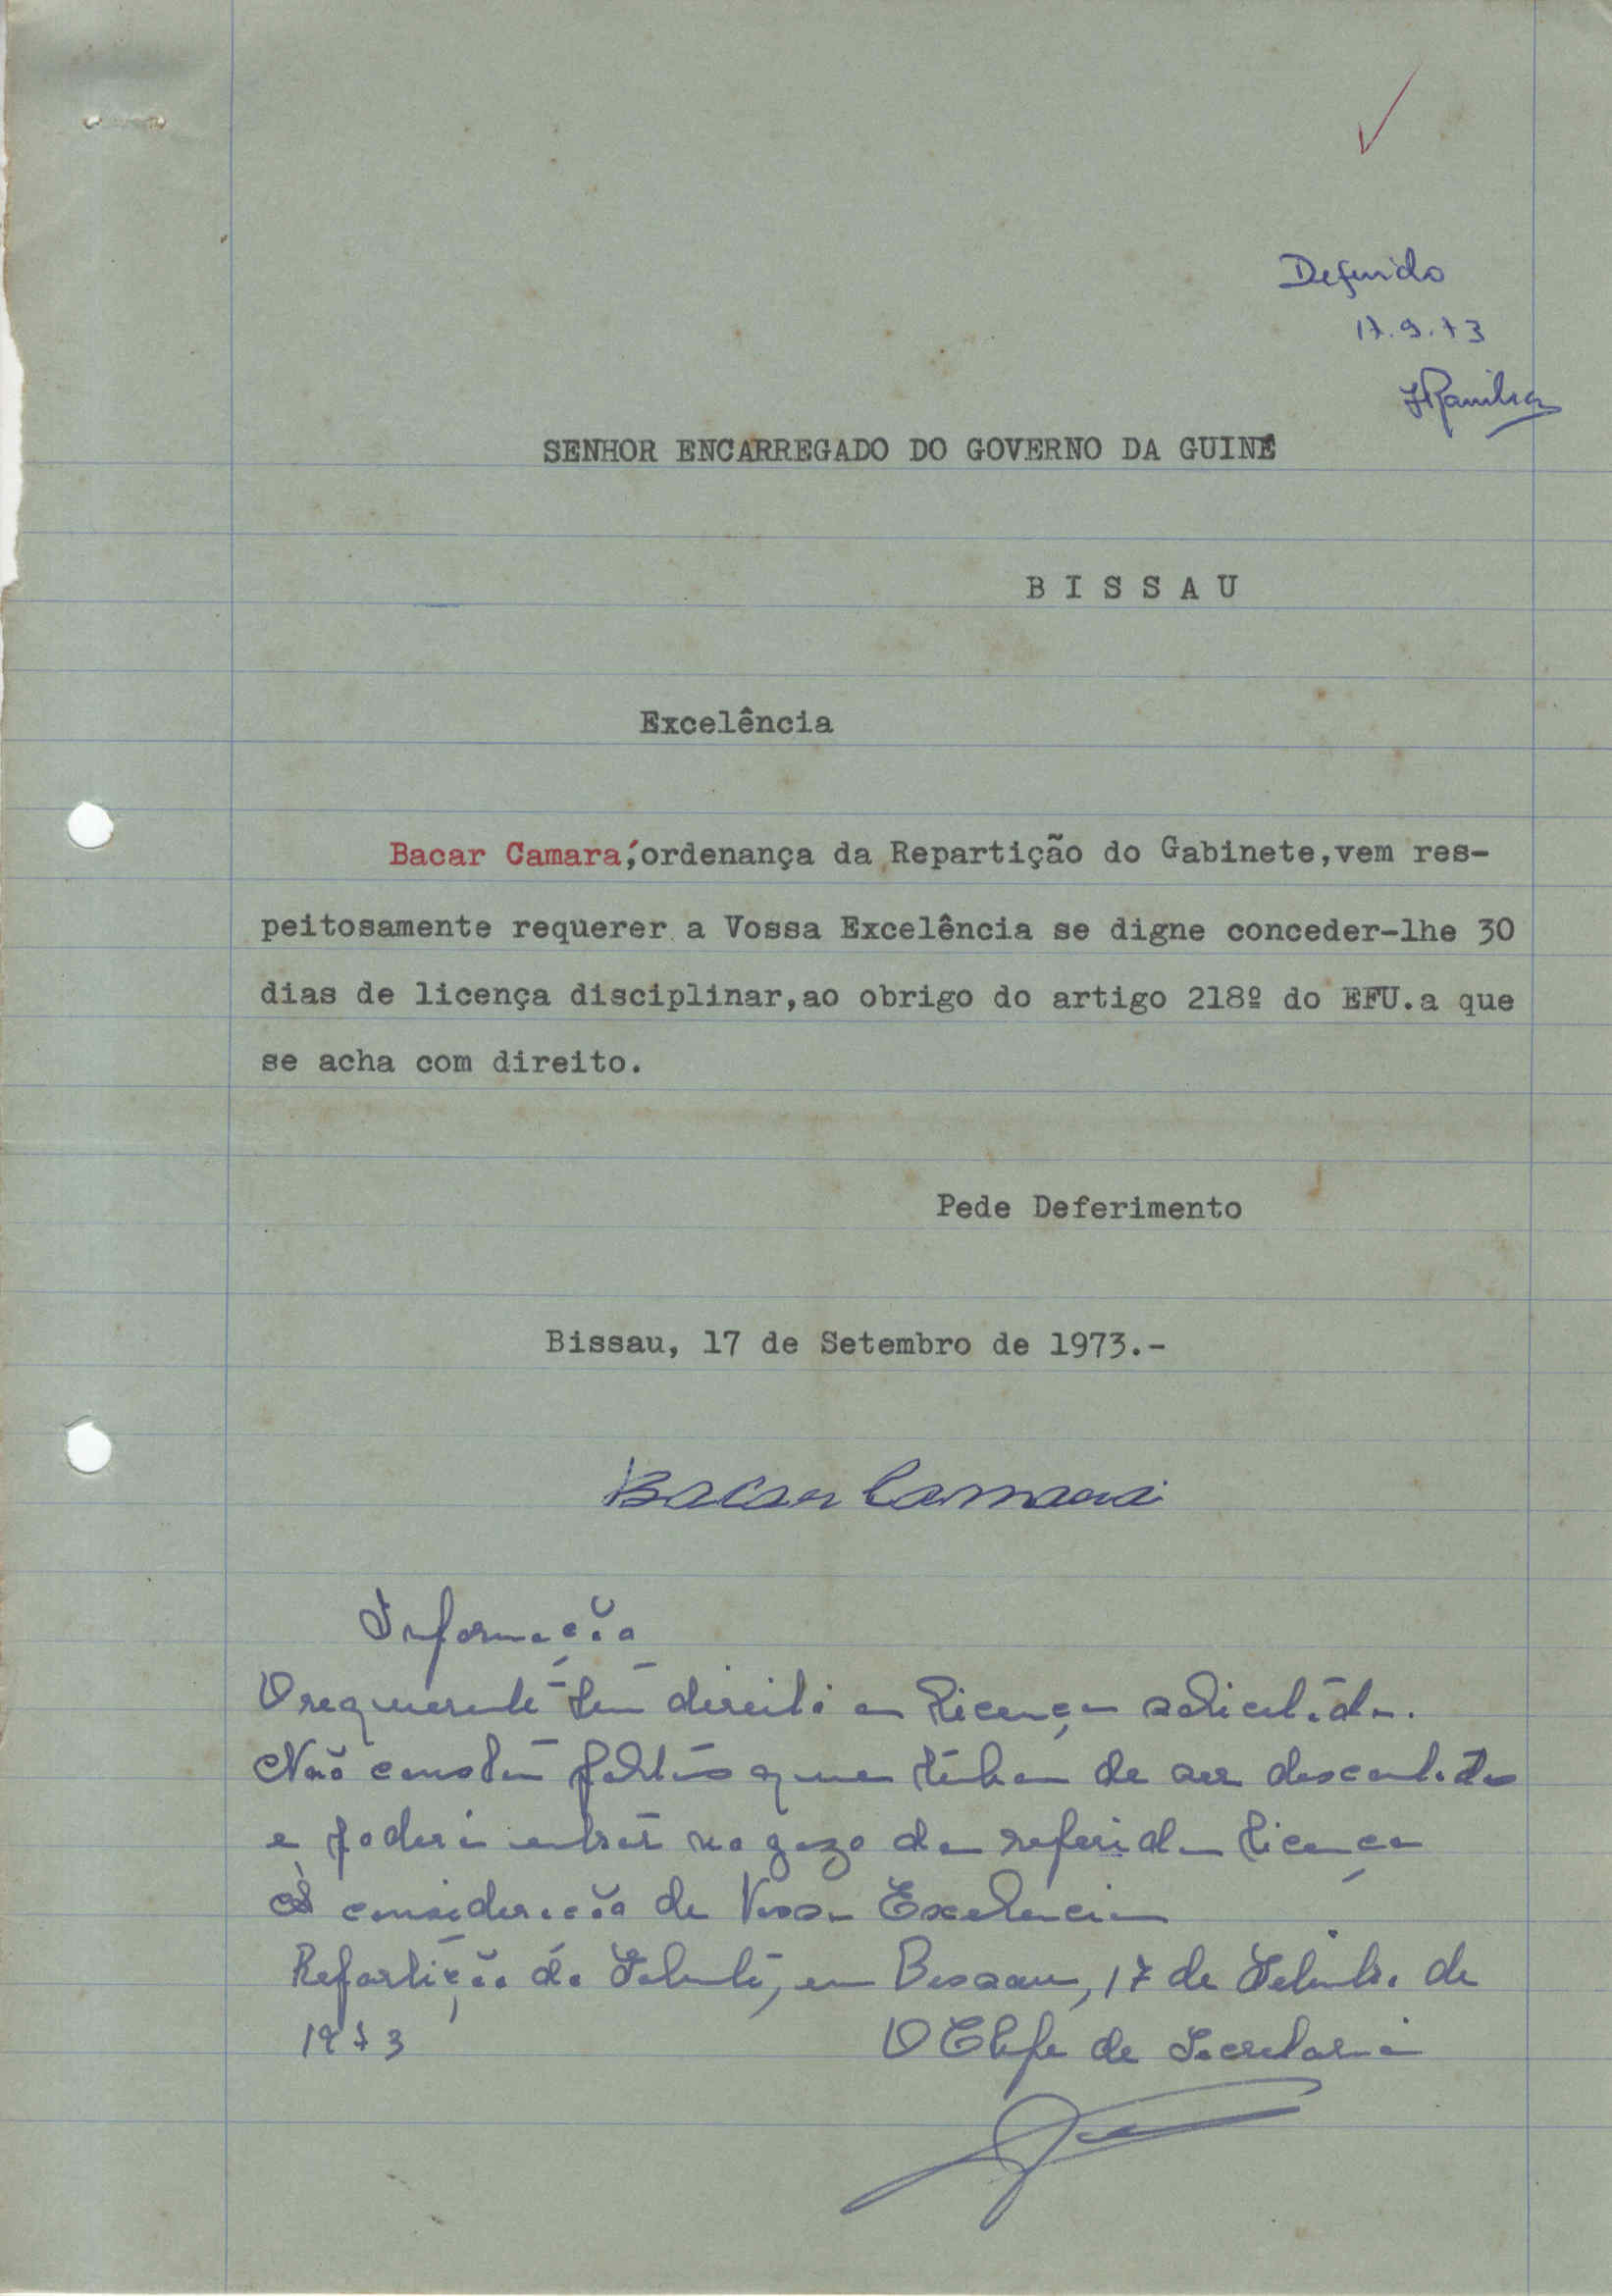 Deferido
17.9.73
SENHOR ENCARREGADO DO GOVERNO DA GUINÉ
B I S S A U
Excelência
Bacar Camara,́ordenança da Repartição do Gabinete,vem res-
peitosamente requerer a Vossa Excelência se digne conceder-lhe 30
dias de licença disciplinar,ao obrigo do artigo 218º do EFU.a que
se acha com direito.
Pede Deferimento
Bissau, 17 de Setembro de 1973.-
Bacar Camará
Informação
O requerente tem direito a licença solicitada.
Não constam faltas que tenham de ser descontadas
e poderá entrar no gozo da referida licença
À consideração de Vossa Excelencia
Repartição do Gabinete, em Bissau, 17 de Setembro de
1973
O Chefe de Secretaria